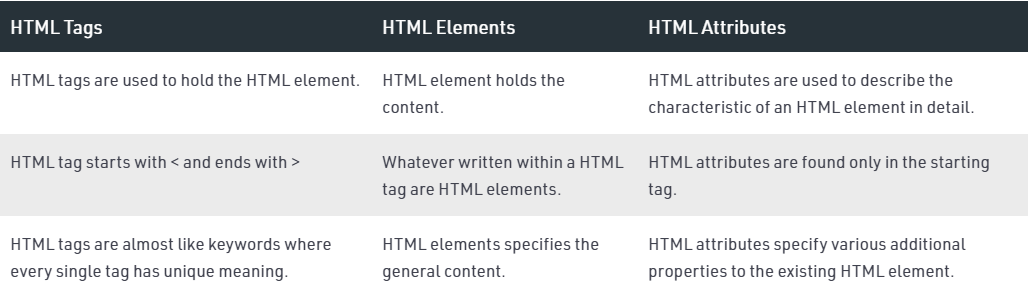 HTML Tags HTML Elements HTML Attributes
HTML tags are used to hold the HTML element. HTML element holds the HTML attributes are used to describe the
content. characteristic of an HTML element in detail.
HTML tag starts with < and ends with > Whatever written within a HTML HTML attributes are found only in the starting
tag are HTML elements. tag.
HTML tags are almost like keywords where HTML elements specifies the HTML attributes specify various additional
every single tag has unique meaning. general content. properties to the existing HTML element.